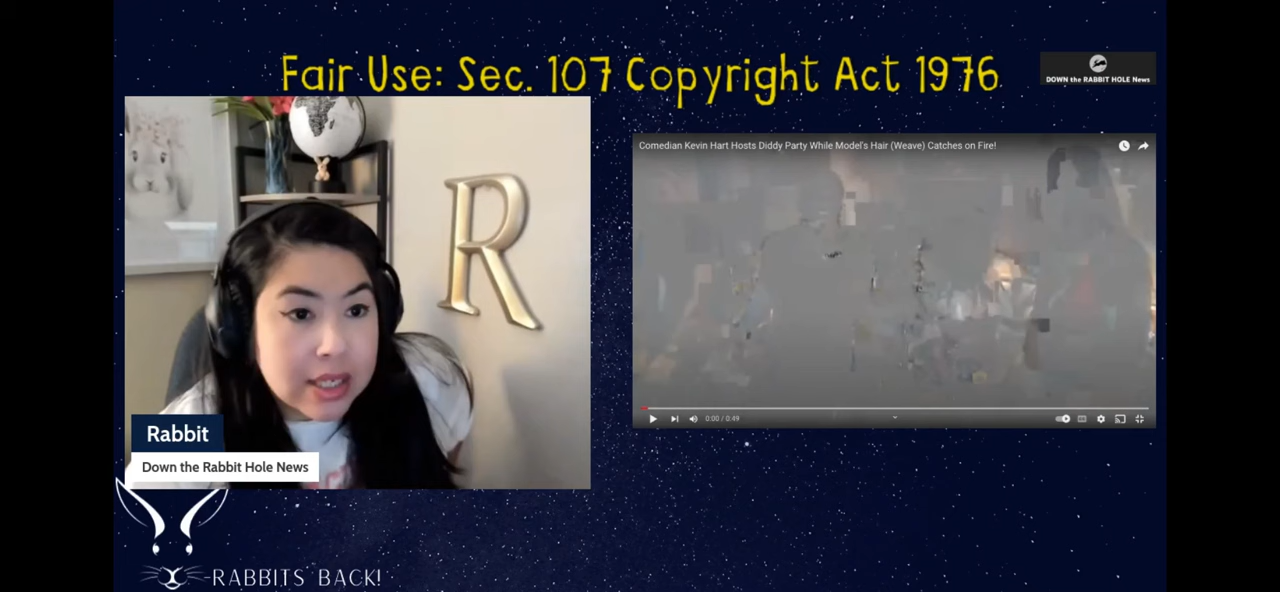 Fair Use: Sec. 107 Copyright Act 1976
DOWN the RABBIT HOLE News
Comedian Kevin Hart Hosts Diddy Party While Model's Hair (Weave) Catches on Fire!
R
0:00 / 0:49
Rabbit
Down the Rabbit Hole News
RABBITS BACK!